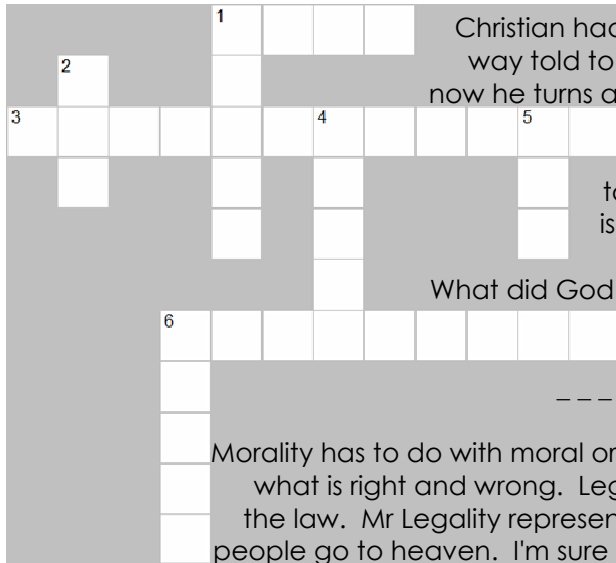 1
Christian had
2
way told to
now he turns a
3
4
5
to
is
What did God
6
_ _ _
Morality has to do with moral or
what is right and wrong. Leg
the law. Mr Legality represen
people go to heaven. I'm sure